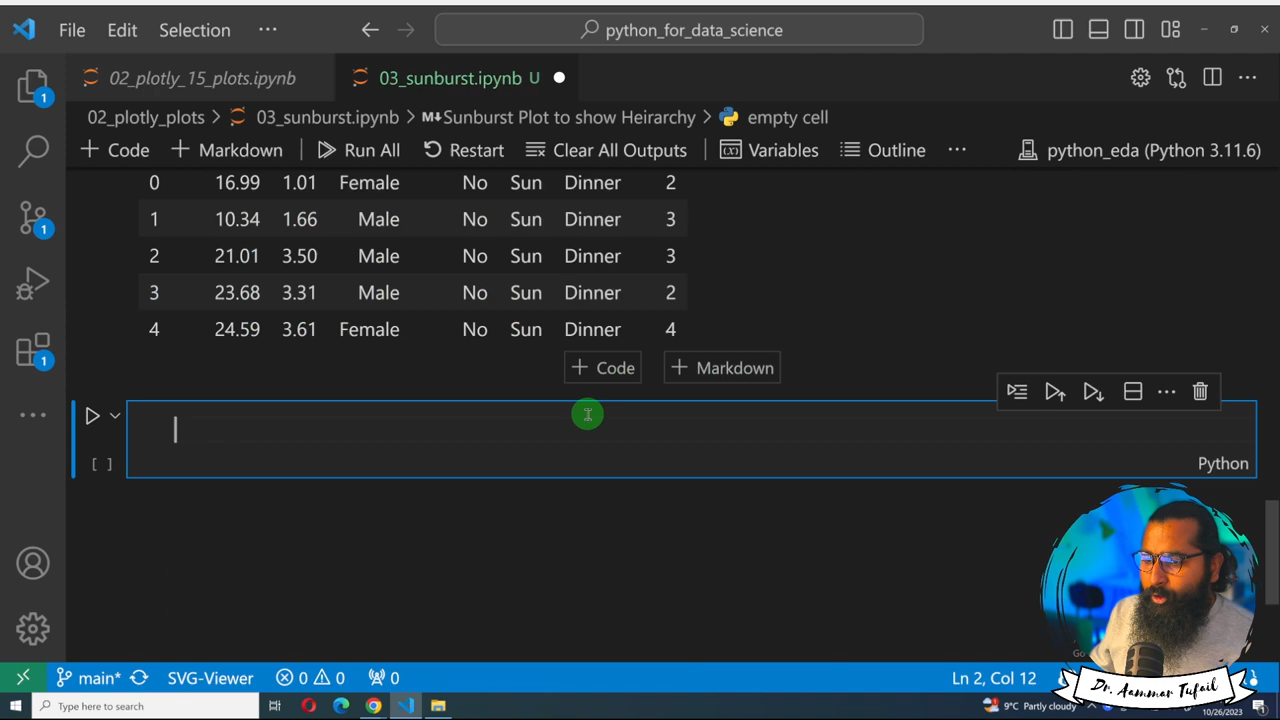 File Edit Selection ··· python_for_data_science
02_plotly_15_plots.ipynb 03_sunburst.ipynb U
02_plotly_plots > 03_sunburst.ipynb > M↓Sunburst Plot to show Heirarchy > empty cell
+ Code + Markdown Run All Restart Clear All Outputs (x) Variables Outline ··· python_eda (Python 3.11.6)
0 16.99 1.01 Female No Sun Dinner 2
1 10.34 1.66 Male No Sun Dinner 3
2 21.01 3.50 Male No Sun Dinner 3
3 23.68 3.31 Male No Sun Dinner 2
4 24.59 3.61 Female No Sun Dinner 4
+ Code + Markdown
[ ] Python
1
1
1
main* SVG-Viewer 0 0 0 Ln 2, Col 12
Dr. Aammar Tufail
Type here to search 9°C Partly cloudy 10/26/2023